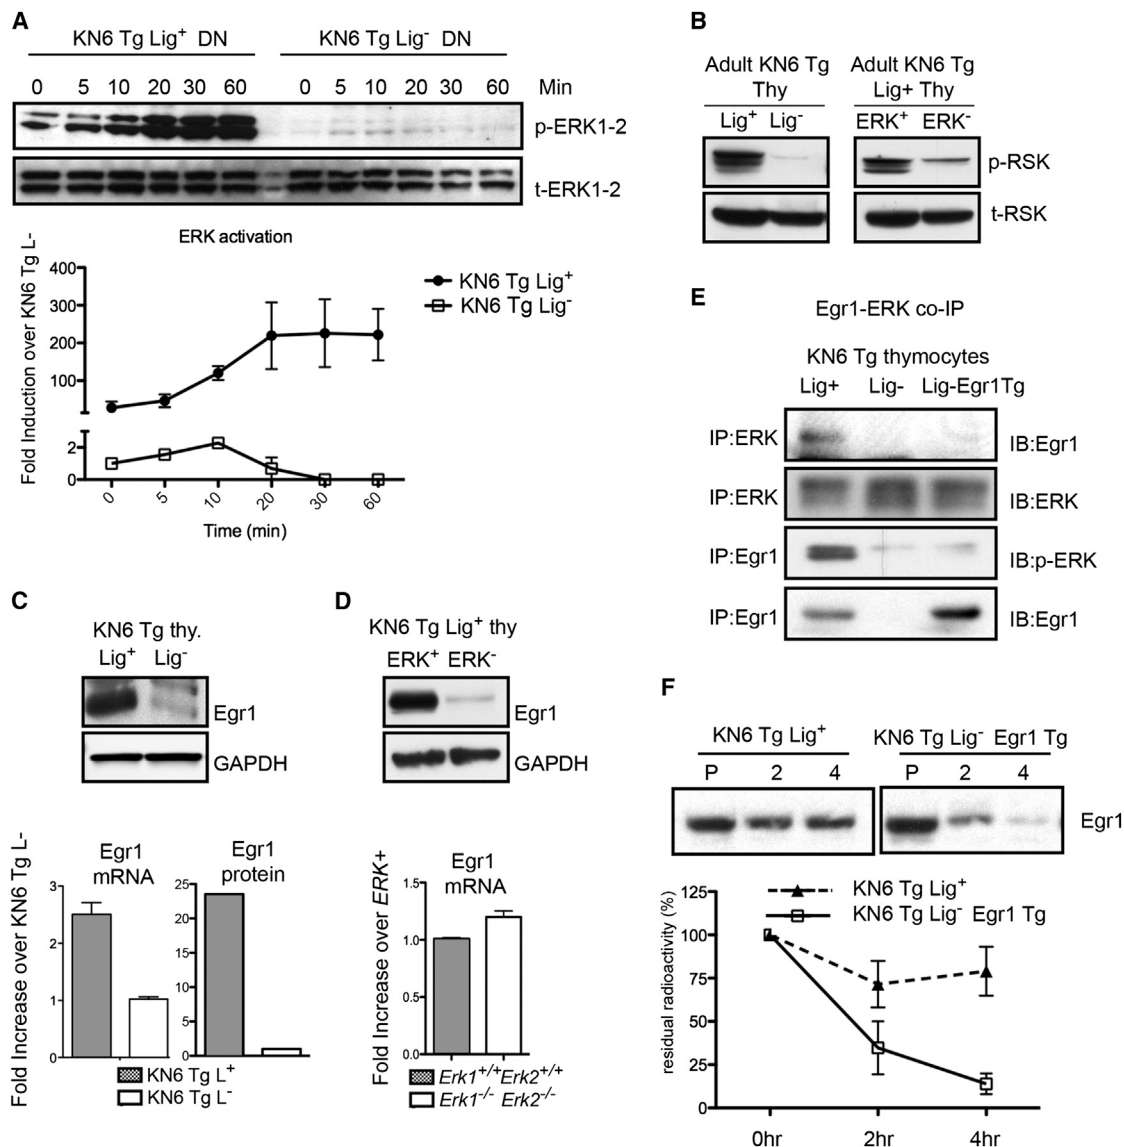 A
KN6 Tg Lig+ DN
KN6 Tg Lig- DN
0 5 10 20 30 60
0 5 10 20 30 60
Min
p-ERK1-2
t-ERK1-2
ERK activation
Fold Induction over KN6 Tg L-
400
300
200
100
2
0
0 5 10 20 30 60
Time (min)
KN6 Tg Lig+
KN6 Tg Lig-
B
Adult KN6 Tg
Thy
Lig+ Lig-
Adult KN6 Tg
Lig+ Thy
ERK+ ERK-
p-RSK
t-RSK
E
Egr1-ERK co-IP
KN6 Tg thymocytes
Lig+ Lig- Lig-Egr1Tg
IP:ERK IB:Egr1
IP:ERK IB:ERK
IP:Egr1 IB:p-ERK
IP:Egr1 IB:Egr1
C
KN6 Tg thy.
Lig+ Lig-
Egr1
GAPDH
Fold Increase over KN6 Tg L-
Egr1
mRNA
3
2
1
0
Egr1
protein
25
20
15
10
5
0
KN6 Tg L+
KN6 Tg L-
D
KN6 Tg Lig+ thy
ERK+ ERK-
Egr1
GAPDH
Fold Increase over ERK+
Egr1
mRNA
1.5
1.0
0.5
0.0
Erk1+/+Erk2+/+
Erk1-/- Erk2-/-
F
KN6 Tg Lig+
P 2 4
KN6 Tg Lig- Egr1 Tg
P 2 4
Egr1
KN6 Tg Lig+
KN6 Tg Lig- Egr1 Tg
residual radioactivity (%)
125
100
75
50
25
0
0hr 2hr 4hr